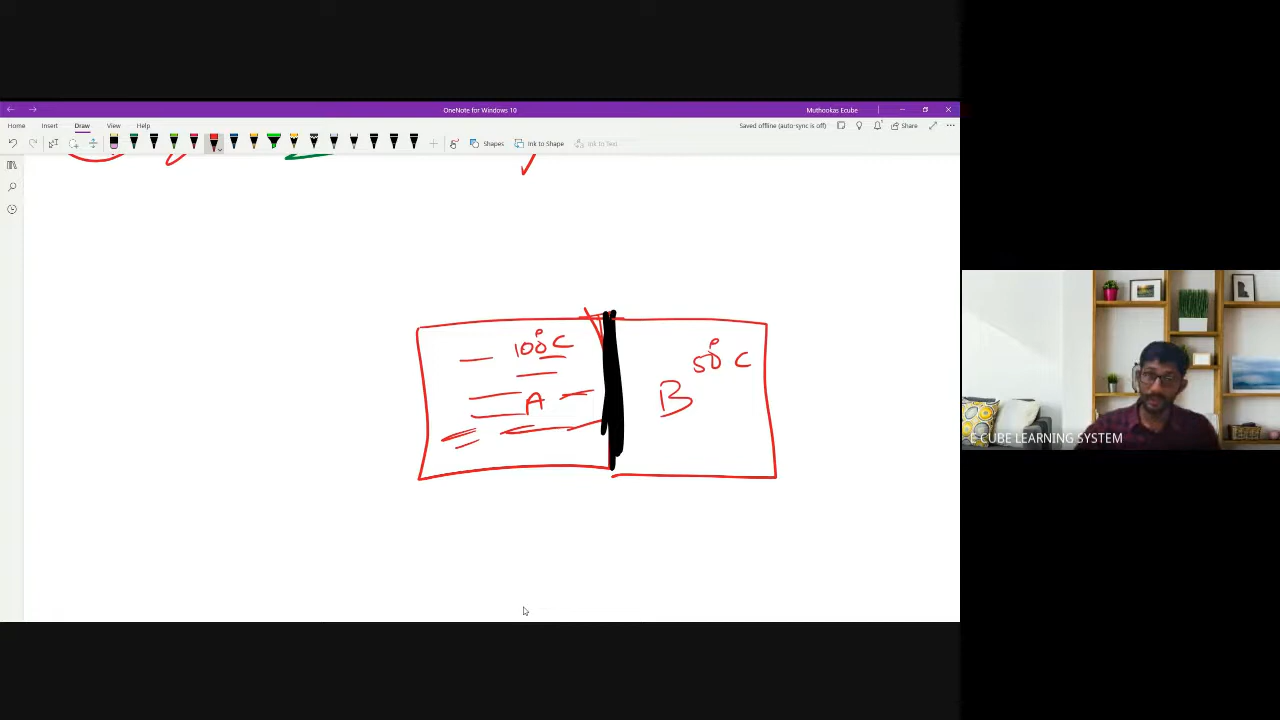 OneNote for Windows 10
Muthookas Ecube
Home Insert Draw View Help
Saved offline (auto-sync is off)
Share
Shapes
Ink to Shape
Ink to Text
100°C
A
50°C
B
E CUBE LEARNING SYSTEM